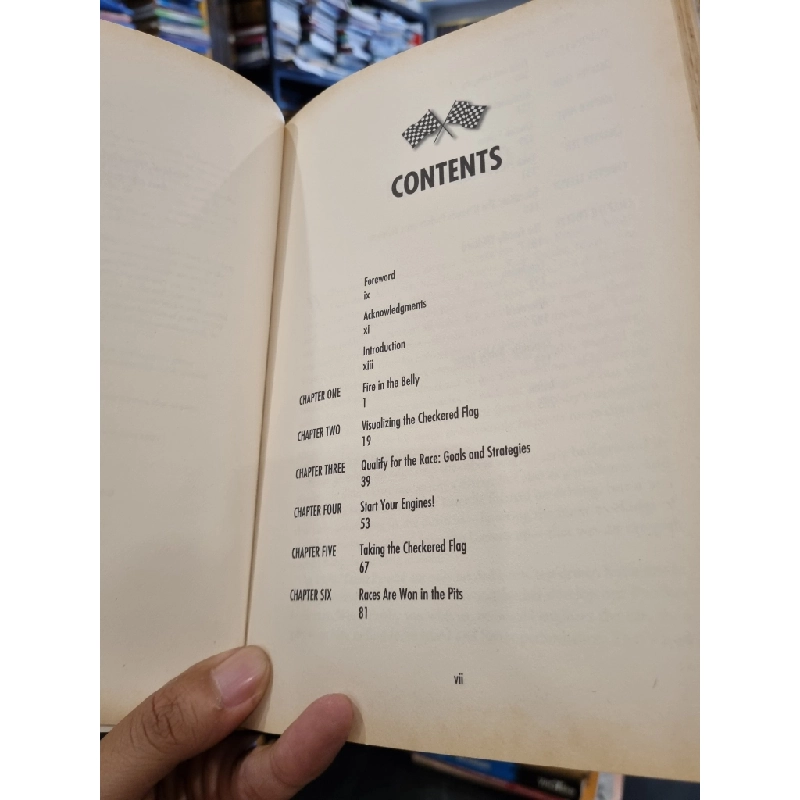 CONTENTS
Foreword
ix
Acknowledgments
xi
Introduction
xiii
CHAPTER ONE Fire in the Belly
1
CHAPTER TWO Visualizing the Checkered Flag
19
CHAPTER THREE Qualify For the Race: Goals and Strategies
39
CHAPTER FOUR Start Your Engines!
53
CHAPTER FIVE Taking the Checkered Flag
67
CHAPTER SIX Races Are Won in the Pits
81
vii